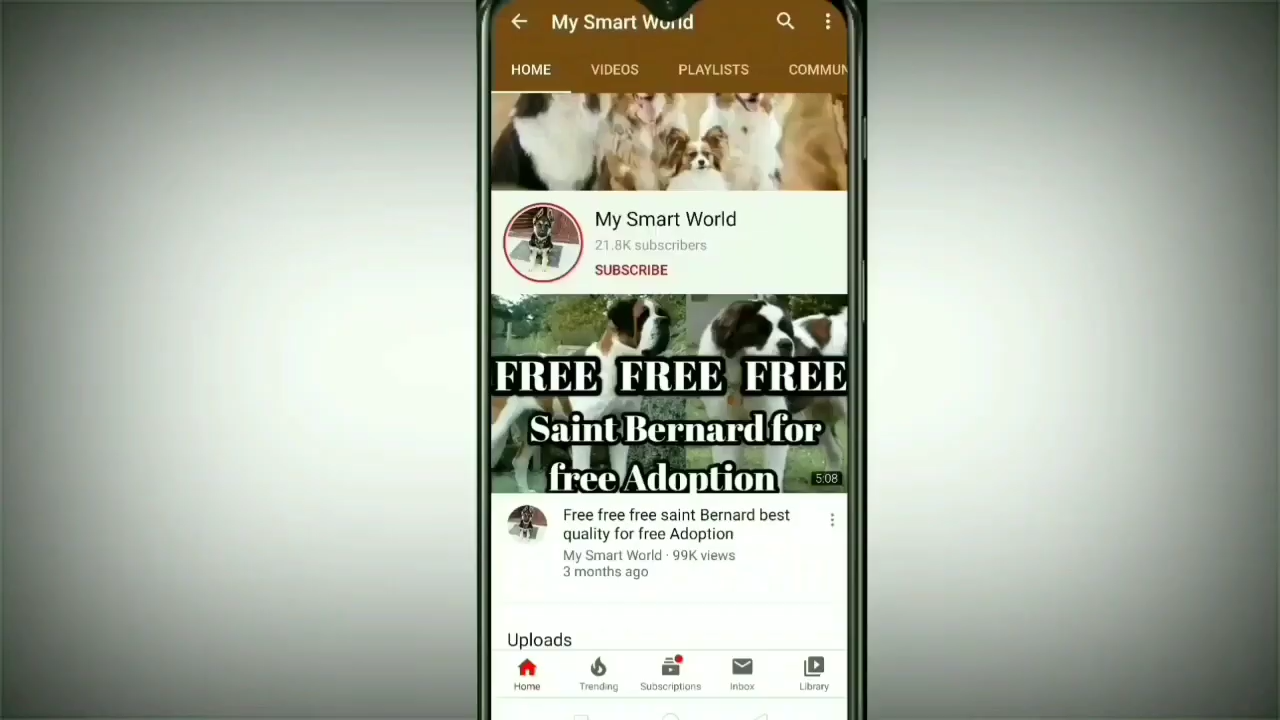 My Smart World
HOME VIDEOS PLAYLISTS COMMUN
My Smart World
21.8K subscribers
SUBSCRIBE
FREE FREE FREE
Saint Bernard for
free Adoption
5:08
Free free free saint Bernard best
quality for free Adoption
My Smart World · 99K views
3 months ago
Uploads
Home Trending Subscriptions Inbox Library